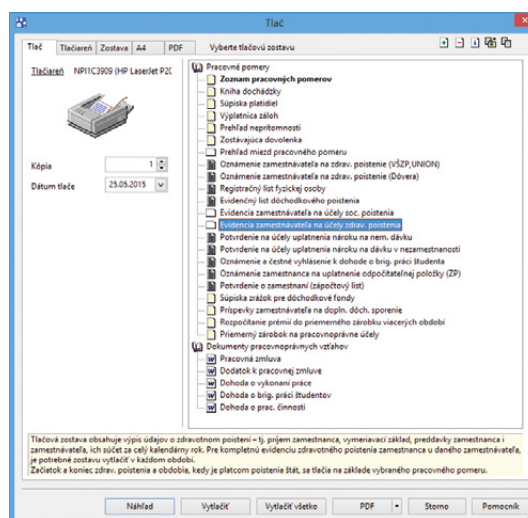 Tlač
Tlač Tlačiareň Zostava A4 PDF Vyberte tlačovú zostavu
Tlačiareň NPI1C3909 (HP LaserJet P2(
Kópia 1
Dátum tlače 25.05.2015
Pracovné pomery
Zoznam pracovných pomerov
Kniha dochádzky
Súpiska platidiel
Výplatnica záloh
Prehľad neprítomností
Zostávajúca dovolenka
Prehľad miezd pracovného pomeru
Oznámenie zamestnávateľa na zdrav. poistenie (VŠZP,UNION)
Oznámenie zamestnávateľa na zdrav. poistenie (Dôvera)
Registračný list fyzickej osoby
Evidenčný list dôchodkového poistenia
Evidencia zamestnávateľa na účely soc. poistenia
Evidencia zamestnávateľa na účely zdrav. poistenia
Potvrdenie na účely uplatnenia nároku na nem. dávku
Potvrdenie na účely uplatnenia nároku na dávku v nezamestnanosti
Oznámenie a čestné vyhlásenie k dohode o brig. práci študenta
Oznámenie zamestnanca na uplatnenie odpočítateľnej položky (ZP)
Potvrdenie o zamestnaní (zápočtový list)
Súpiska zrážok pre dôchodkové fondy
Príspevky zamestnávateľa na dopln. dôch. sporenie
Rozpočítanie prémií do priemerného zárobku viacerých období
Priemerný zárobok na pracovnoprávne účely
Dokumenty pracovnoprávnych vzťahov
Pracovná zmluva
Dodatok k pracovnej zmluve
Dohoda o vykonaní práce
Dohoda o brig. práci študentov
Dohoda o prac. činnosti
Tlačová zostava obsahuje výpis údajov o zdravotnom poistení – tj. príjem zamestnanca, vymeriavací základ, preddavky zamestnanca i
zamestnávateľa, ich súčet za celý kalendárny rok. Pre kompletnú evidenciu zdravotného poistenia zamestnanca u daného zamestnávateľa,
je potrebné zostavu vytlačiť v každom období.
Začiatok a koniec zdrav. poistenia a obdobia, kedy je platcom poistenia štát, sa tlačia na základe vybraného pracovného pomeru.
Náhľad Vytlačiť Vytlačiť všetko PDF Storno Pomocník